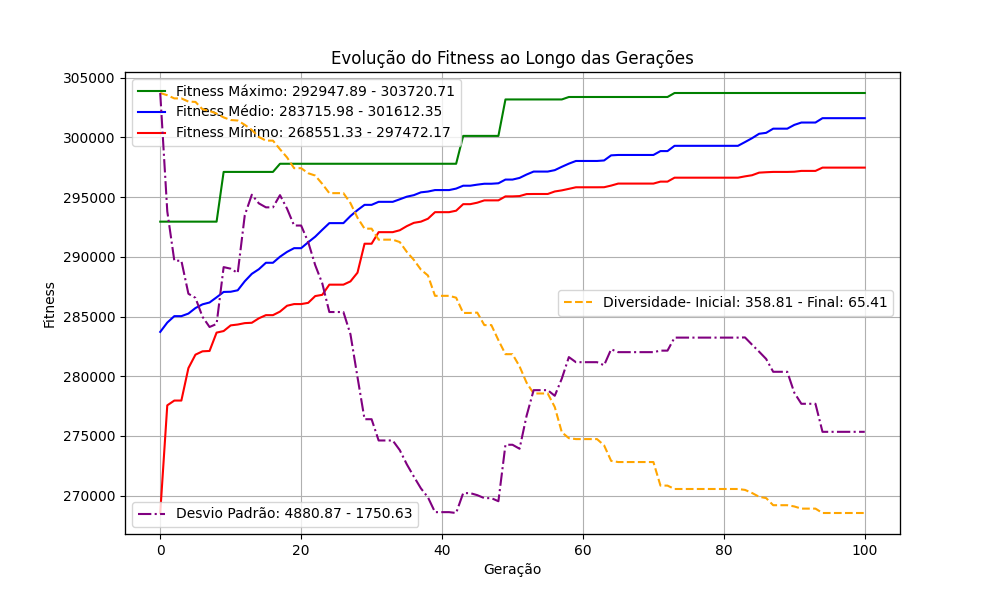 Evolução do Fitness ao Longo das Gerações
305000
300000
295000
290000
285000
280000
275000
270000
Fitness
Fitness Máximo: 292947.89 - 303720.71
Fitness Médio: 283715.98 - 301612.35
Fitness Mínimo: 268551.33 - 297472.17
Diversidade- Inicial: 358.81 - Final: 65.41
Desvio Padrão: 4880.87 - 1750.63
0 20 40 60 80 100
Geração